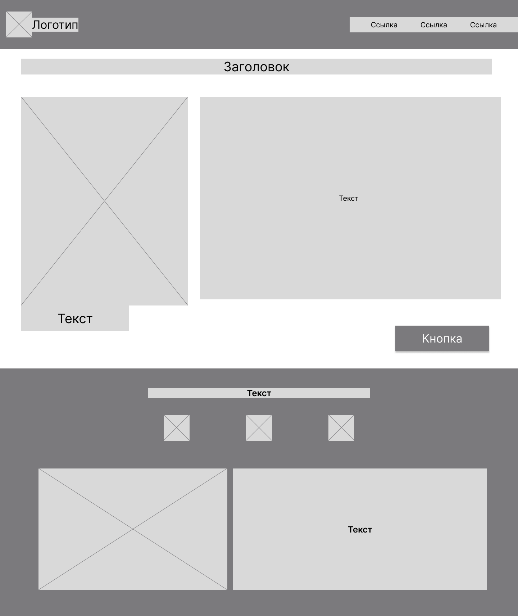 Логотип
Ссылка Ссылка Ссылка
Заголовок
Текст
Текст
Кнопка
Текст
Текст